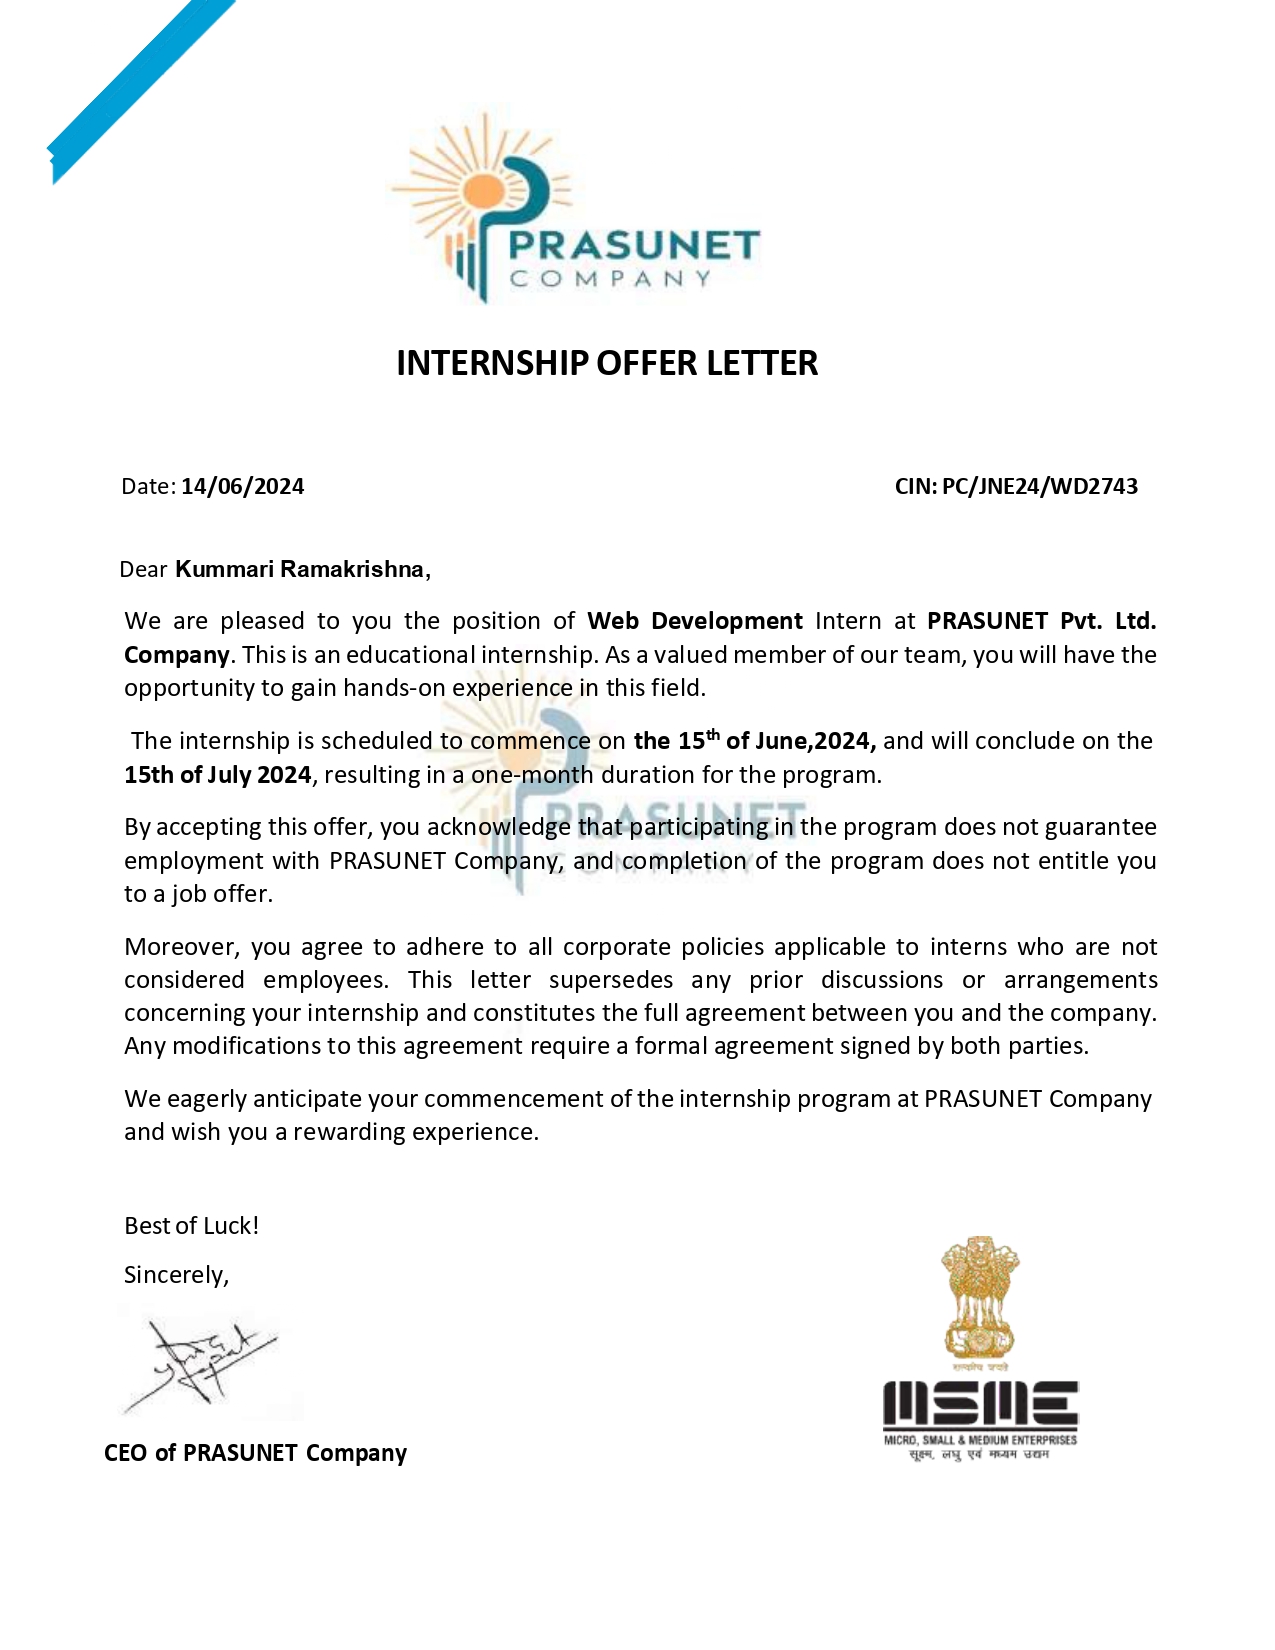 PRASUNET
COMPANY
INTERNSHIP OFFER LETTER
Date: 14/06/2024
CIN: PC/JNE24/WD2743
Dear Kummari Ramakrishna,
We are pleased to you the position of Web Development Intern at PRASUNET Pvt. Ltd.
Company. This is an educational internship. As a valued member of our team, you will have the
opportunity to gain hands-on experience in this field.
The internship is scheduled to commence on the 15th of June,2024, and will conclude on the
15th of July 2024, resulting in a one-month duration for the program.
PRASUNET
COMPANY
By accepting this offer, you acknowledge that participating in the program does not guarantee
employment with PRASUNET Company, and completion of the program does not entitle you
to a job offer.
Moreover, you agree to adhere to all corporate policies applicable to interns who are not
considered employees. This letter supersedes any prior discussions or arrangements
concerning your internship and constitutes the full agreement between you and the company.
Any modifications to this agreement require a formal agreement signed by both parties.
We eagerly anticipate your commencement of the internship program at PRASUNET Company
and wish you a rewarding experience.
Best of Luck!
Sincerely,
CEO of PRASUNET Company
सत्यमेव जयते
MSME
MICRO, SMALL & MEDIUM ENTERPRISES
सूक्ष्म, लघु एवं मध्यम उद्यम